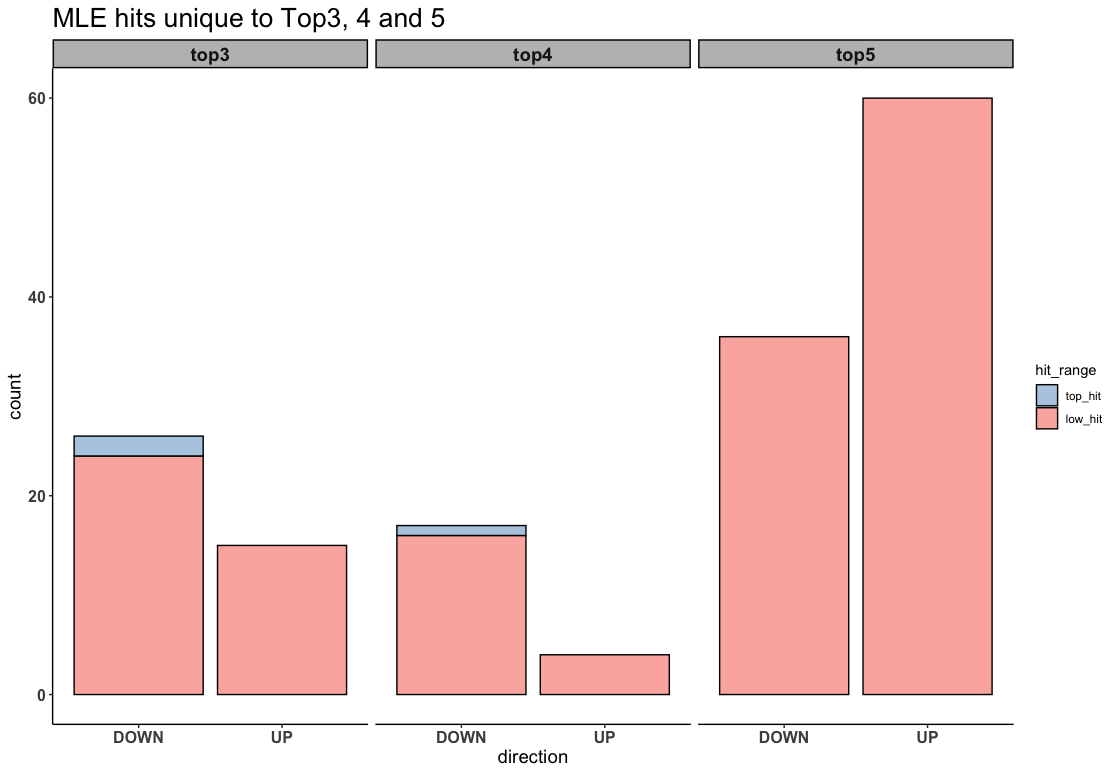 MLE hits unique to Top3, 4 and 5
top3 top4 top5
60
40
20
0
count
DOWN UP DOWN UP DOWN UP
direction
hit_range
top_hit
low_hit